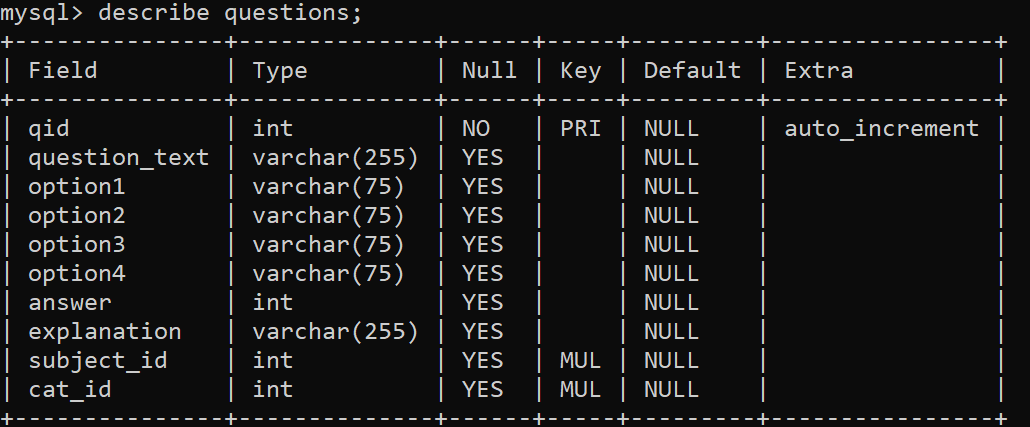 mysql> describe questions;
+---------------+--------------+------+-----+---------+----------------+
| Field         | Type         | Null | Key | Default | Extra          |
+---------------+--------------+------+-----+---------+----------------+
| qid           | int          | NO   | PRI | NULL    | auto_increment |
| question_text | varchar(255) | YES  |     | NULL    |                |
| option1       | varchar(75)  | YES  |     | NULL    |                |
| option2       | varchar(75)  | YES  |     | NULL    |                |
| option3       | varchar(75)  | YES  |     | NULL    |                |
| option4       | varchar(75)  | YES  |     | NULL    |                |
| answer        | int          | YES  |     | NULL    |                |
| explanation   | varchar(255) | YES  |     | NULL    |                |
| subject_id    | int          | YES  | MUL | NULL    |                |
| cat_id        | int          | YES  | MUL | NULL    |                |
+---------------+--------------+------+-----+---------+----------------+